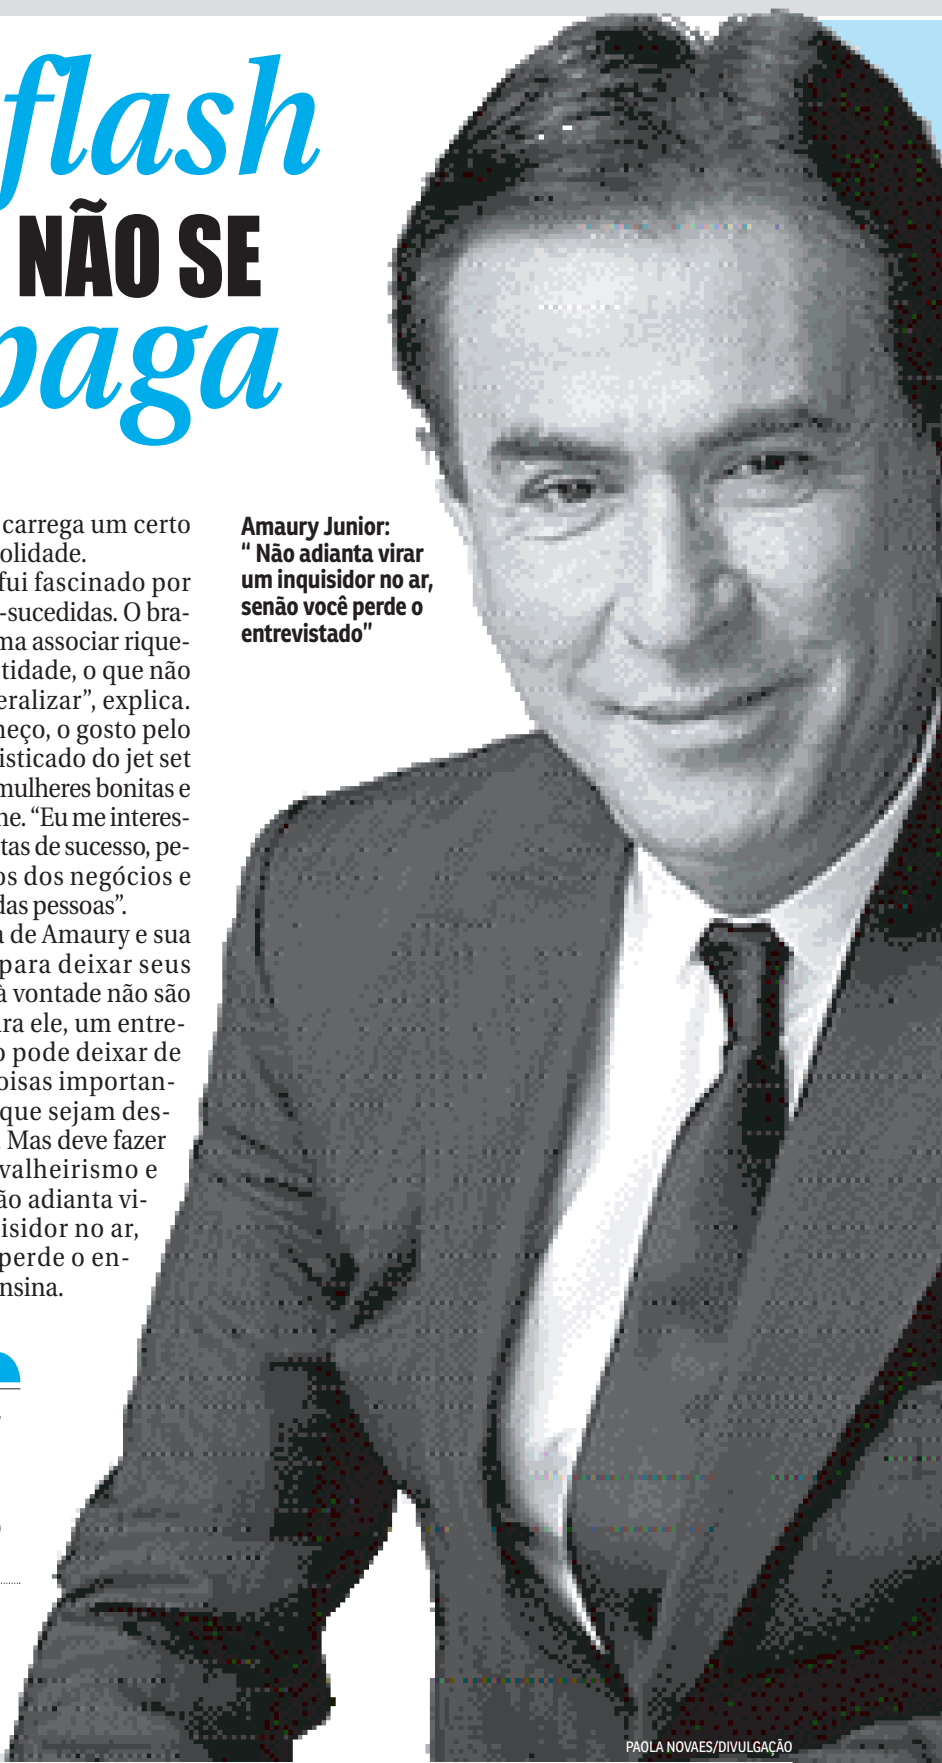 flash
NÃO SE
paga
carrega um certo
olidade.
fui fascinado por
-sucedidas. O bra-
ma associar rique-
tidade, o que não
eralizar”, explica.
neço, o gosto pelo
isticado do jet set
mulheres bonitas e
ne. “Eu me interes-
tas de sucesso, pe-
os dos negócios e
das pessoas”.
a de Amaury e sua
para deixar seus
à vontade não são
ra ele, um entre-
o pode deixar de
oisas importan-
que sejam des-
. Mas deve fazer
valheirismo e
ão adianta vi-
isidor no ar,
perde o en-
nsina.
Amaury Junior:
“ Não adianta virar
um inquisidor no ar,
senão você perde o
entrevistado”
PAOLA NOVAES/DIVULGAÇÃO